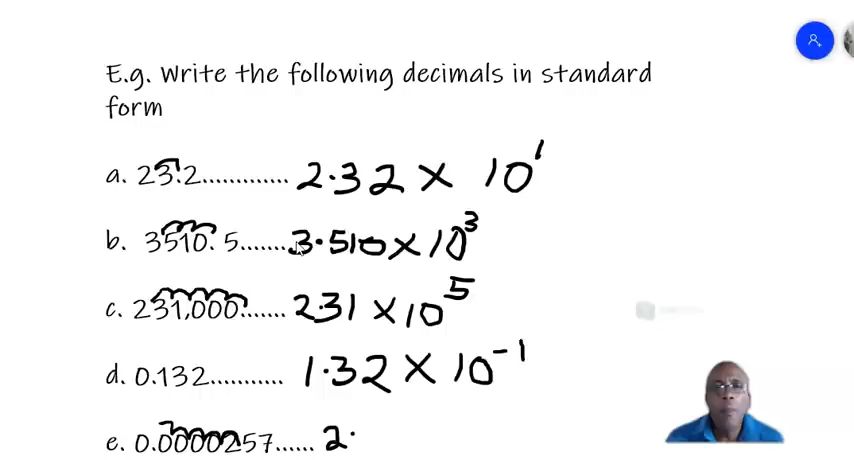 E.g. Write the following decimals in standard
form
a. 23.2............. 2.32 × 10¹
b. 3510. 5....... 3.510 × 10³
c. 231,000....... 2.31 × 10⁵
d. 0.132........... 1.32 × 10⁻¹
e. 0.0000257...... 2.